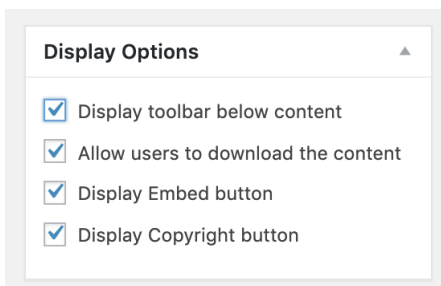 Display Options
Display toolbar below content
Allow users to download the content
Display Embed button
Display Copyright button